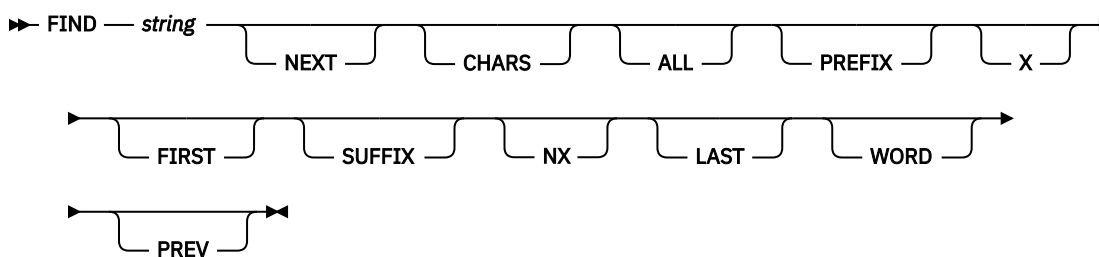 FIND string
NEXT CHARS ALL PREFIX X
FIRST SUFFIX NX LAST WORD
PREV